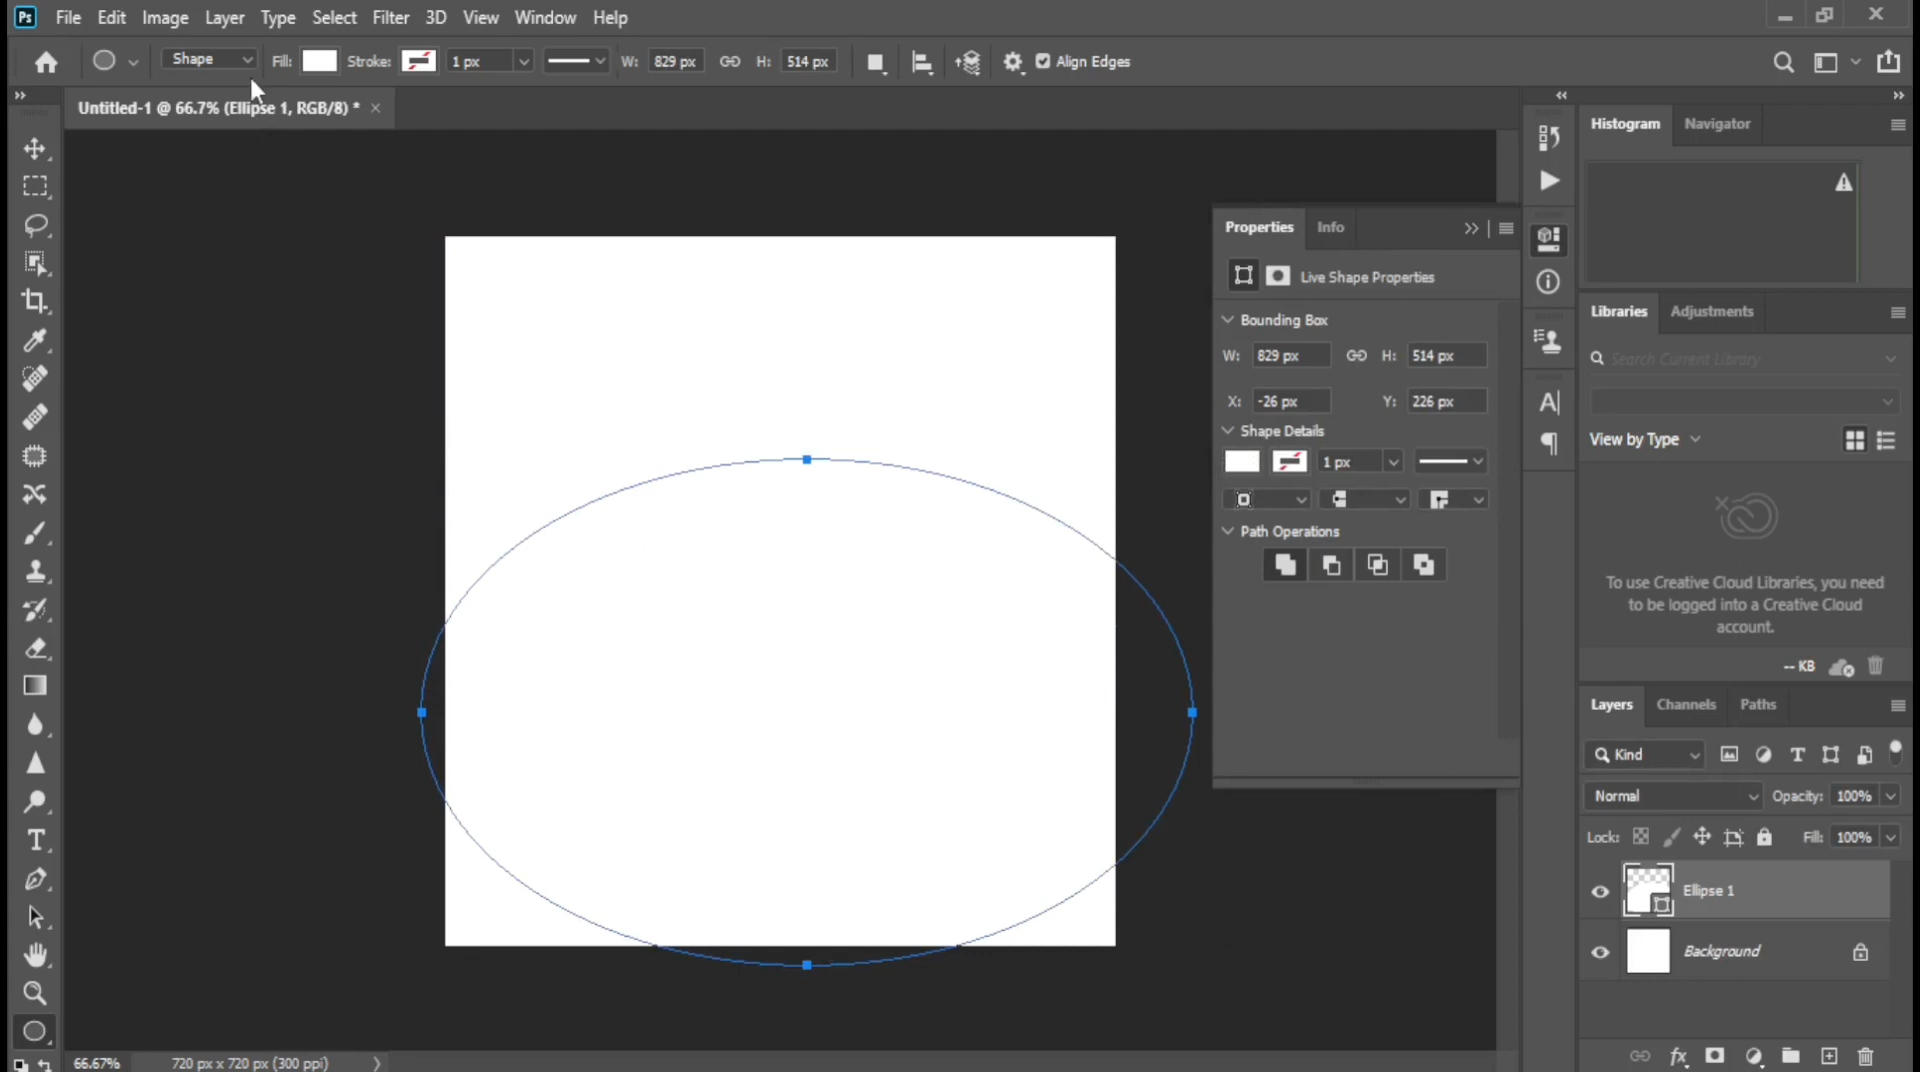 Ps File Edit Image Layer Type Select Filter 3D View Window Help
Shape Fill: Stroke: 1 px W: 829 px H: 514 px Align Edges
Untitled-1 @ 66.7% (Ellipse 1, RGB/8) *
Histogram Navigator
Properties Info
Live Shape Properties
Bounding Box
W: 829 px H: 514 px
X: -26 px Y: 226 px
Shape Details
1 px
Path Operations
Libraries Adjustments
Search Current Library
View by Type
To use Creative Cloud Libraries, you need
to be logged into a Creative Cloud
account.
-- KB
Layers Channels Paths
Kind
Normal Opacity: 100%
Lock: Fill: 100%
Ellipse 1
Background
fx
66.67% 720 px x 720 px (300 ppi)